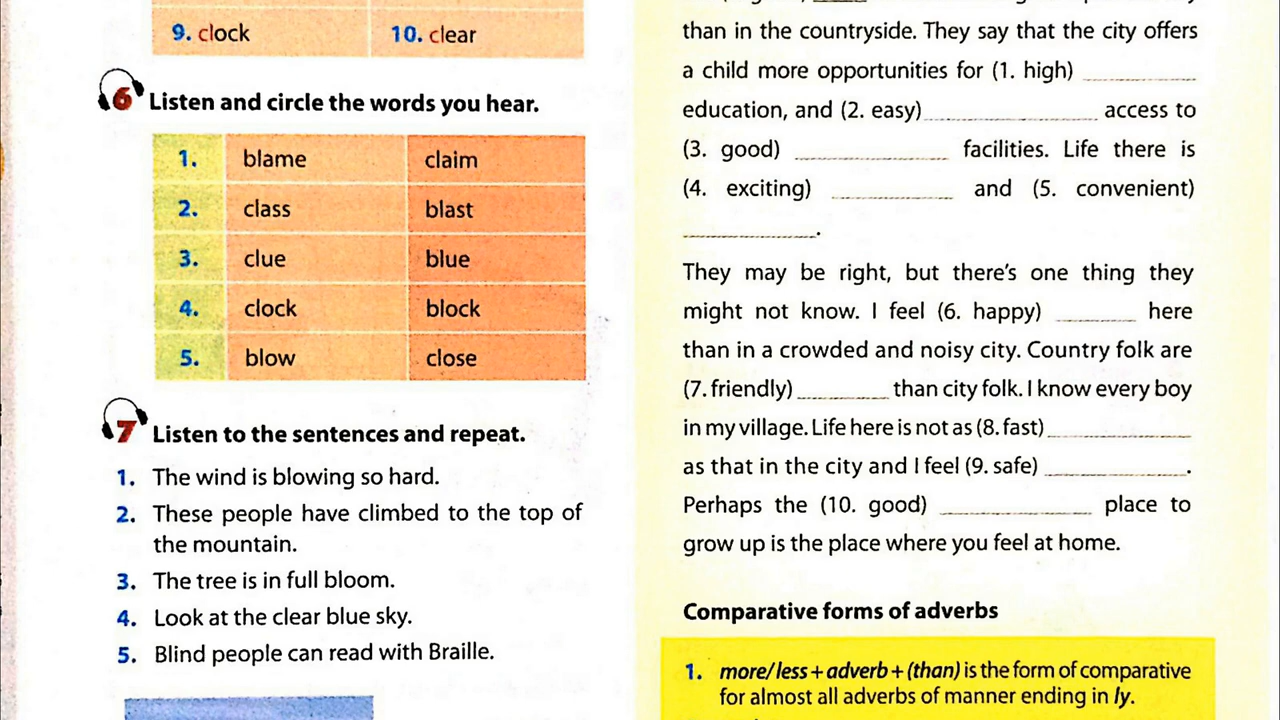 9. clock 10. clear
6 Listen and circle the words you hear.
1. blame claim
2. class blast
3. clue blue
4. clock block
5. blow close
7 Listen to the sentences and repeat.
1. The wind is blowing so hard.
2. These people have climbed to the top of
the mountain.
3. The tree is in full bloom.
4. Look at the clear blue sky.
5. Blind people can read with Braille.
than in the countryside. They say that the city offers
a child more opportunities for (1. high) ____________
education, and (2. easy)____________ access to
(3. good) ____________ facilities. Life there is
(4. exciting) ____________ and (5. convenient)
____________.
They may be right, but there's one thing they
might not know. I feel (6. happy) ________ here
than in a crowded and noisy city. Country folk are
(7. friendly) ________ than city folk. I know every boy
in my village. Life here is not as (8. fast) ____________
as that in the city and I feel (9. safe) ____________.
Perhaps the (10. good) ____________ place to
grow up is the place where you feel at home.
Comparative forms of adverbs
1. more/less + adverb + (than) is the form of comparative
for almost all adverbs of manner ending in ly.